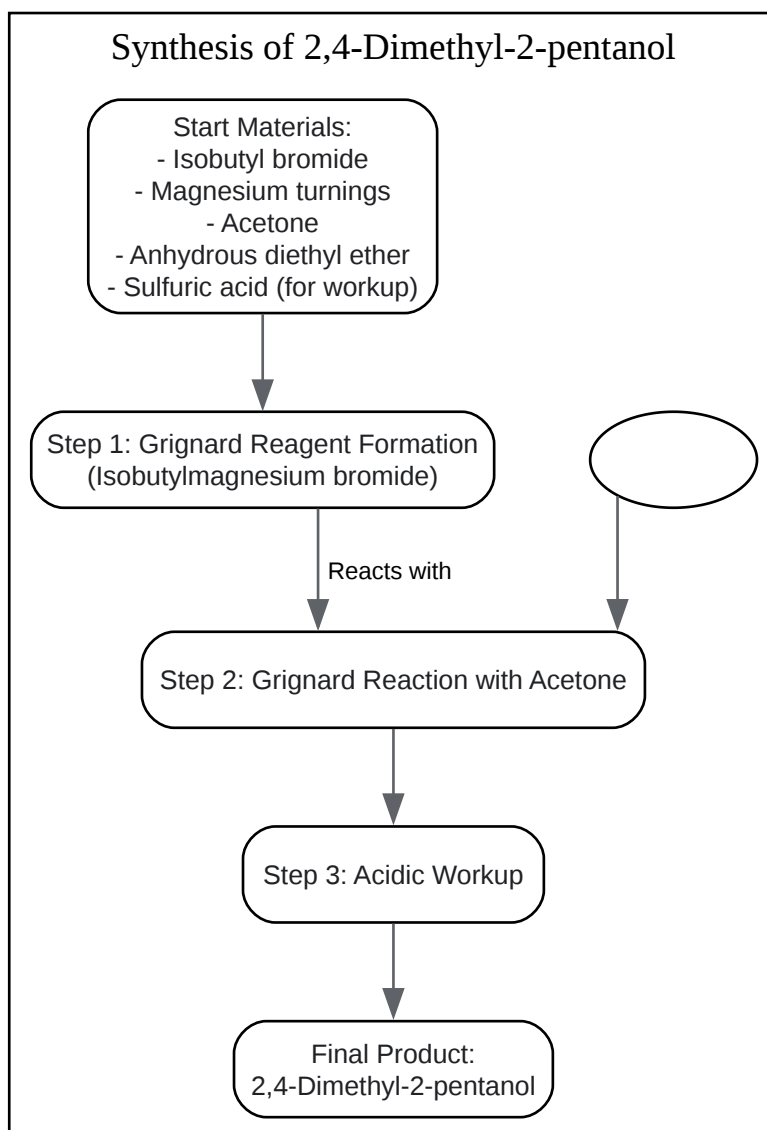 Synthesis of 2,4-Dimethyl-2-pentanol
Start Materials:
- Isobutyl bromide
- Magnesium turnings
- Acetone
- Anhydrous diethyl ether
- Sulfuric acid (for workup)
Step 1: Grignard Reagent Formation
(Isobutylmagnesium bromide)
Reacts with
Step 2: Grignard Reaction with Acetone
Step 3: Acidic Workup
Final Product:
2,4-Dimethyl-2-pentanol